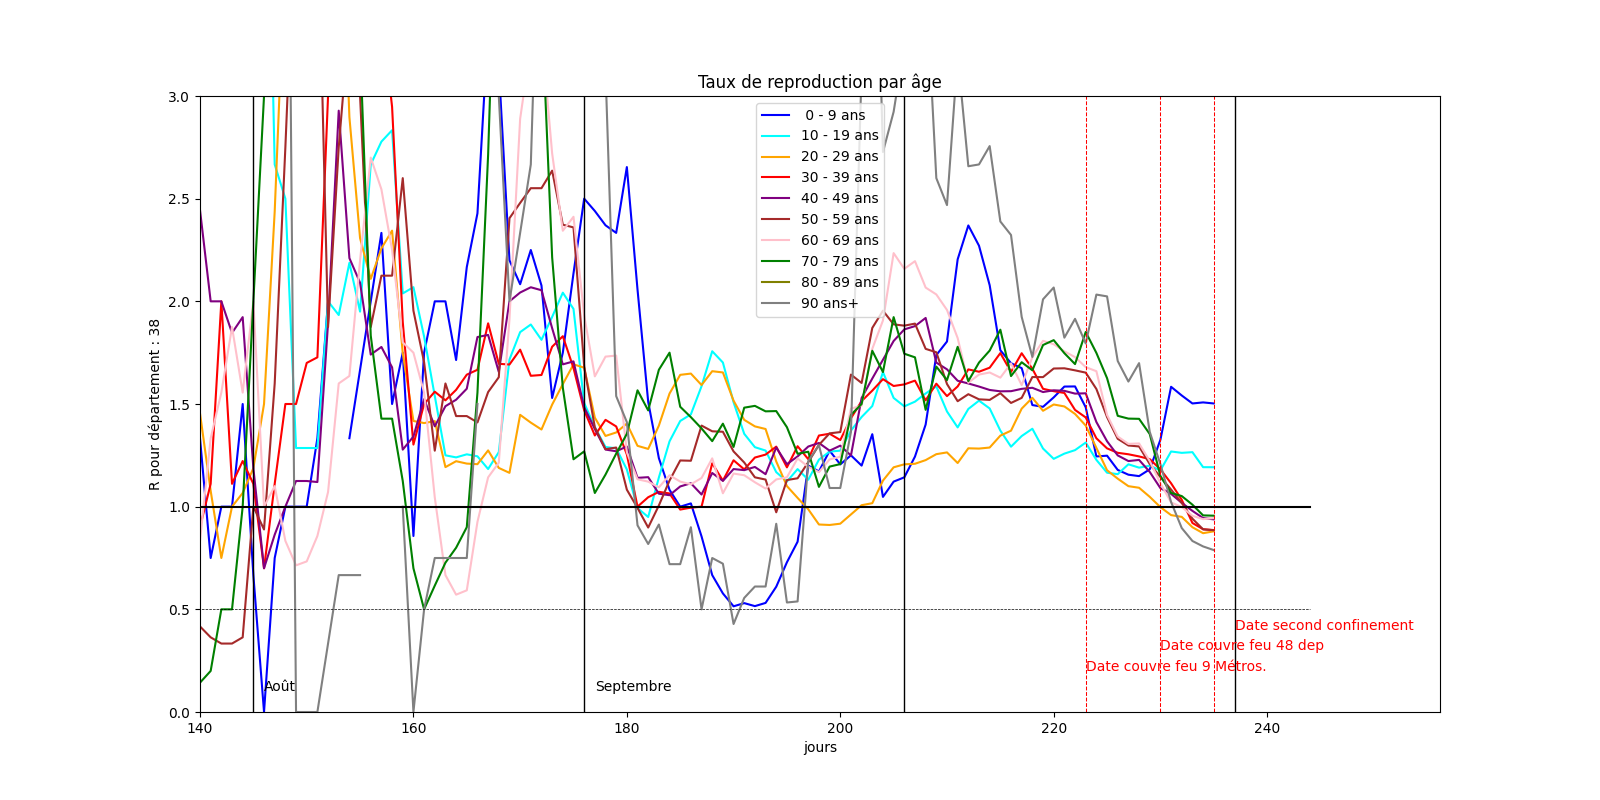 Taux de reproduction par âge
3.0
2.5
2.0
1.5
1.0
0.5
0.0
R pour département : 38
0 - 9 ans
10 - 19 ans
20 - 29 ans
30 - 39 ans
40 - 49 ans
50 - 59 ans
60 - 69 ans
70 - 79 ans
80 - 89 ans
90 ans+
Date second confinement
Date couvre feu 48 dep
Date couvre feu 9 Métros.
Août
Septembre
140
160
180
200
220
240
jours